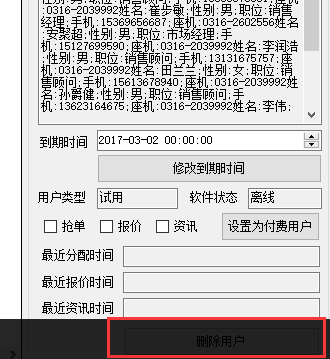 座机:0316-2039992姓名:崔步敏;性别:男;职位:销售
经理;手机:15369656687;座机:0316-2602556姓名
:安聚超;性别:男;职位:市场经理;手
机:15127699590;座机:0316-2039992姓名:李润浩
;性别:男;职位:销售顾问;手机:13131675757;座
机:0316-2039992姓名:田兰三;性别:女;职位:销
售顾问;手机:15613678940;座机:0316-2039992姓
名:孙爵健;性别:男;职位:销售顾问;手
机:13623164675;座机:0316-2039992姓名:李伟;
到期时间 2017-03-02 00:00:00
修改到期时间
用户类型 试用 软件状态 离线
抢单 报价 资讯 设置为付费用户
最近分配时间
最近报价时间
最近资讯时间
删除用户